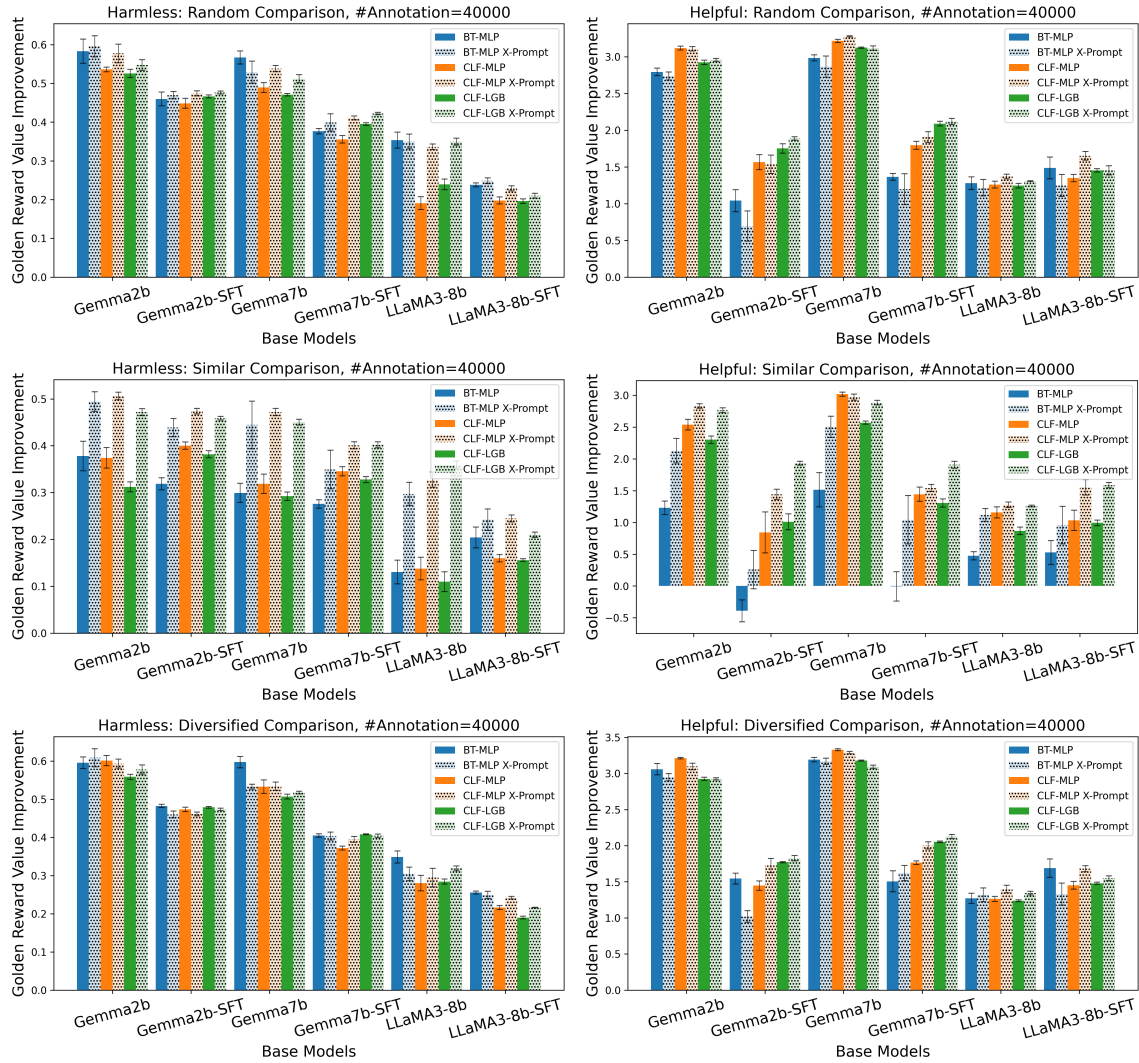 Harmless: Random Comparison, #Annotation=40000
Golden Reward Value Improvement
0.6
0.5
0.4
0.3
0.2
0.1
0.0
BT-MLP
BT-MLP X-Prompt
CLF-MLP
CLF-MLP X-Prompt
CLF-LGB
CLF-LGB X-Prompt
Gemma2b
Gemma2b-SFT
Gemma7b
Gemma7b-SFT
LLaMA3-8b
LLaMA3-8b-SFT
Base Models
Helpful: Random Comparison, #Annotation=40000
Golden Reward Value Improvement
3.0
2.5
2.0
1.5
1.0
0.5
0.0
BT-MLP
BT-MLP X-Prompt
CLF-MLP
CLF-MLP X-Prompt
CLF-LGB
CLF-LGB X-Prompt
Gemma2b
Gemma2b-SFT
Gemma7b
Gemma7b-SFT
LLaMA3-8b
LLaMA3-8b-SFT
Base Models
Harmless: Similar Comparison, #Annotation=40000
Golden Reward Value Improvement
0.5
0.4
0.3
0.2
0.1
0.0
BT-MLP
BT-MLP X-Prompt
CLF-MLP
CLF-MLP X-Prompt
CLF-LGB
CLF-LGB X-Prompt
Gemma2b
Gemma2b-SFT
Gemma7b
Gemma7b-SFT
LLaMA3-8b
LLaMA3-8b-SFT
Base Models
Helpful: Similar Comparison, #Annotation=40000
Golden Reward Value Improvement
3.0
2.5
2.0
1.5
1.0
0.5
0.0
−0.5
BT-MLP
BT-MLP X-Prompt
CLF-MLP
CLF-MLP X-Prompt
CLF-LGB
CLF-LGB X-Prompt
Gemma2b
Gemma2b-SFT
Gemma7b
Gemma7b-SFT
LLaMA3-8b
LLaMA3-8b-SFT
Base Models
Harmless: Diversified Comparison, #Annotation=40000
Golden Reward Value Improvement
0.6
0.5
0.4
0.3
0.2
0.1
0.0
BT-MLP
BT-MLP X-Prompt
CLF-MLP
CLF-MLP X-Prompt
CLF-LGB
CLF-LGB X-Prompt
Gemma2b
Gemma2b-SFT
Gemma7b
Gemma7b-SFT
LLaMA3-8b
LLaMA3-8b-SFT
Base Models
Helpful: Diversified Comparison, #Annotation=40000
Golden Reward Value Improvement
3.5
3.0
2.5
2.0
1.5
1.0
0.5
0.0
BT-MLP
BT-MLP X-Prompt
CLF-MLP
CLF-MLP X-Prompt
CLF-LGB
CLF-LGB X-Prompt
Gemma2b
Gemma2b-SFT
Gemma7b
Gemma7b-SFT
LLaMA3-8b
LLaMA3-8b-SFT
Base Models